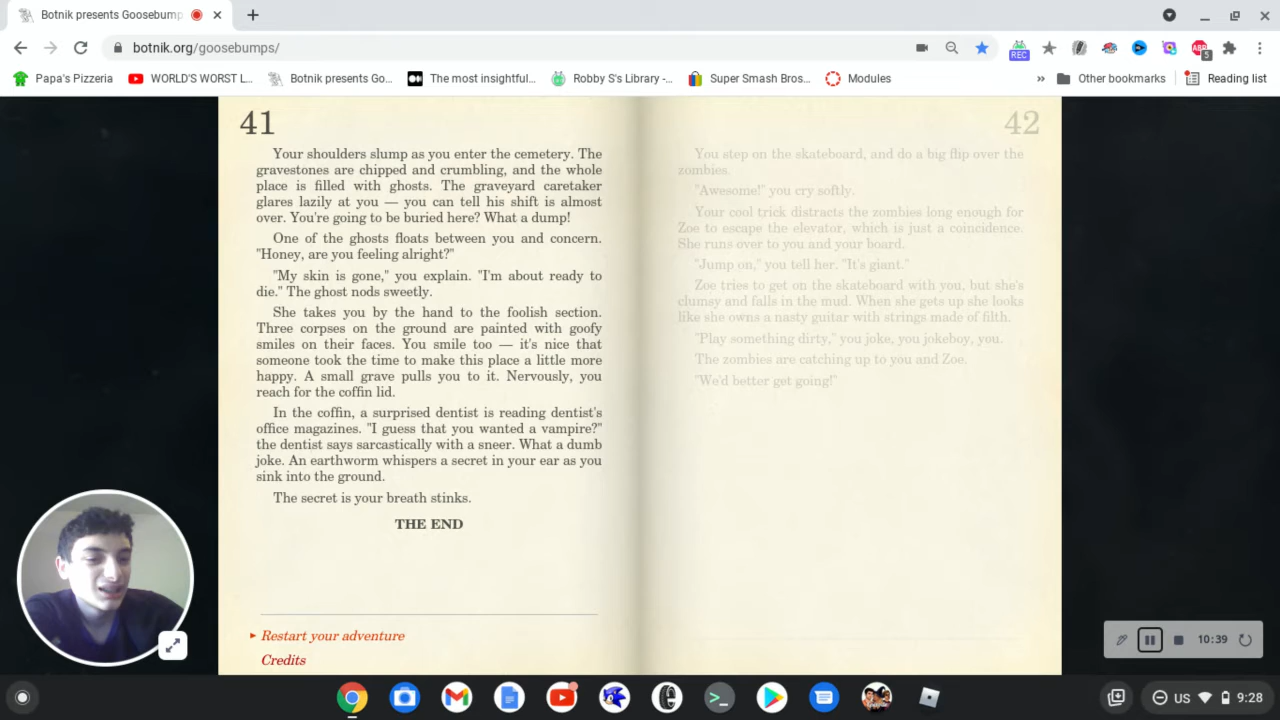 Botnik presents Goosebump
botnik.org/goosebumps/
REC
5
Papa's Pizzeria
WORLD'S WORST L...
Botnik presents Go...
The most insightful...
Robby S's Library -...
Super Smash Bros...
Modules
»
Other bookmarks
Reading list
41
Your shoulders slump as you enter the cemetery. The
gravestones are chipped and crumbling, and the whole
place is filled with ghosts. The graveyard caretaker
glares lazily at you — you can tell his shift is almost
over. You're going to be buried here? What a dump!
One of the ghosts floats between you and concern.
"Honey, are you feeling alright?"
"My skin is gone," you explain. "I'm about ready to
die." The ghost nods sweetly.
She takes you by the hand to the foolish section.
Three corpses on the ground are painted with goofy
smiles on their faces. You smile too — it's nice that
someone took the time to make this place a little more
happy. A small grave pulls you to it. Nervously, you
reach for the coffin lid.
In the coffin, a surprised dentist is reading dentist's
office magazines. "I guess that you wanted a vampire?"
the dentist says sarcastically with a sneer. What a dumb
joke. An earthworm whispers a secret in your ear as you
sink into the ground.
The secret is your breath stinks.
THE END
Restart your adventure
Credits
42
You step on the skateboard, and do a big flip over the
zombies.
"Awesome!" you cry softly.
Your cool trick distracts the zombies long enough for
Zoe to escape the elevator, which is just a coincidence.
She runs over to you and your board.
"Jump on," you tell her. "It's giant."
Zoe tries to get on the skateboard with you, but she's
clumsy and falls in the mud. When she gets up she looks
like she owns a nasty guitar with strings made of filth.
"Play something dirty," you joke, you jokeboy, you.
The zombies are catching up to you and Zoe.
"We'd better get going!"
10:39
US
9:28